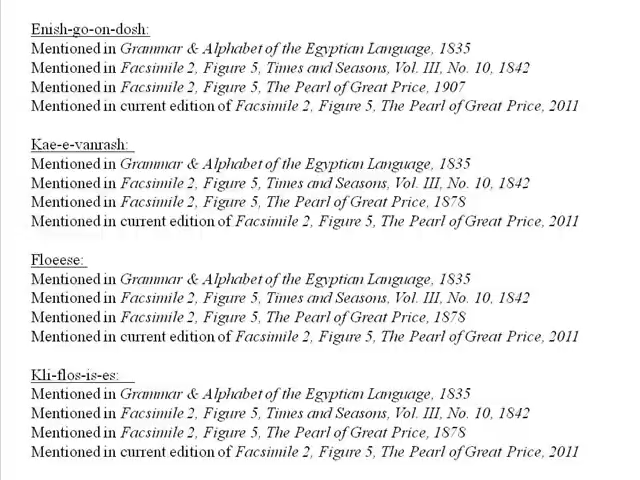 Enish-go-on-dosh:
Mentioned in Grammar & Alphabet of the Egyptian Language, 1835
Mentioned in Facsimile 2, Figure 5, Times and Seasons, Vol. III, No. 10, 1842
Mentioned in Facsimile 2, Figure 5, The Pearl of Great Price, 1907
Mentioned in current edition of Facsimile 2, Figure 5, The Pearl of Great Price, 2011
Kae-e-vanrash:
Mentioned in Grammar & Alphabet of the Egyptian Language, 1835
Mentioned in Facsimile 2, Figure 5, Times and Seasons, Vol. III, No. 10, 1842
Mentioned in Facsimile 2, Figure 5, The Pearl of Great Price, 1878
Mentioned in current edition of Facsimile 2, Figure 5, The Pearl of Great Price, 2011
Floeese:
Mentioned in Grammar & Alphabet of the Egyptian Language, 1835
Mentioned in Facsimile 2, Figure 5, Times and Seasons, Vol. III, No. 10, 1842
Mentioned in Facsimile 2, Figure 5, The Pearl of Great Price, 1878
Mentioned in current edition of Facsimile 2, Figure 5, The Pearl of Great Price, 2011
Kli-flos-is-es:
Mentioned in Grammar & Alphabet of the Egyptian Language, 1835
Mentioned in Facsimile 2, Figure 5, Times and Seasons, Vol. III, No. 10, 1842
Mentioned in Facsimile 2, Figure 5, The Pearl of Great Price, 1878
Mentioned in current edition of Facsimile 2, Figure 5, The Pearl of Great Price, 2011